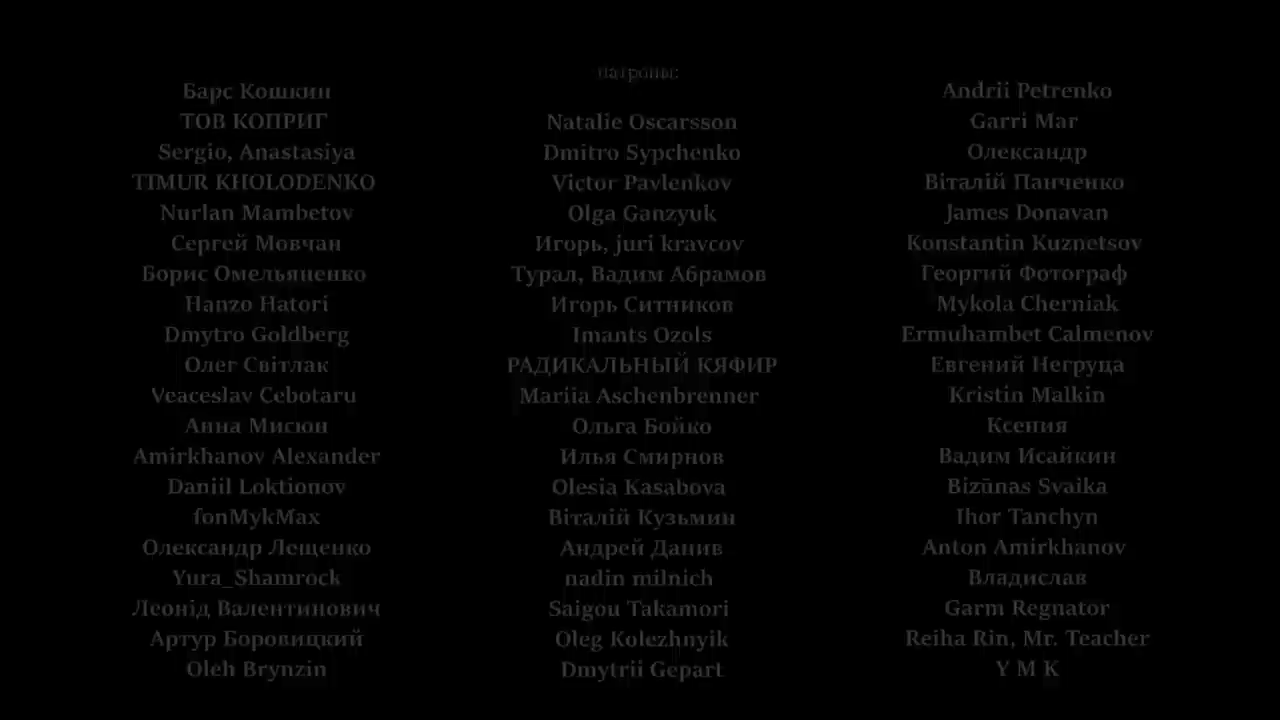 патроны:
Барс Кошкин
ТОВ КОПРИГ
Sergio, Anastasiya
TIMUR KHOLODENKO
Nurlan Mambetov
Сергей Мовчан
Борис Омельяненко
Hanzo Hatori
Dmytro Goldberg
Олег Світлак
Veaceslav Cebotaru
Анна Мисюн
Amirkhanov Alexander
Daniil Loktionov
fonMykMax
Олександр Лещенко
Yura_Shamrock
Леонід Валентинович
Артур Боровицкий
Oleh Brynzin
Natalie Oscarsson
Dmitro Sypchenko
Victor Pavlenkov
Olga Ganzyuk
Игорь, juri kravcov
Турал, Вадим Абрамов
Игорь Ситников
Imants Ozols
РАДИКАЛЬНЫЙ КЯФИР
Mariia Aschenbrenner
Ольга Бойко
Илья Смирнов
Olesia Kasabova
Віталій Кузьмин
Андрей Данив
nadin milnich
Saigou Takamori
Oleg Kolezhnyik
Dmytrii Gepart
Andrii Petrenko
Garri Mar
Олександр
Віталій Панченко
James Donavan
Konstantin Kuznetsov
Георгий Фотограф
Mykola Cherniak
Ermuhambet Calmenov
Евгений Негруца
Kristin Malkin
Ксения
Вадим Исайкин
Bizūnas Svaika
Ihor Tanchyn
Anton Amirkhanov
Владислав
Garm Regnator
Reiha Rin, Mr. Teacher
Y M K